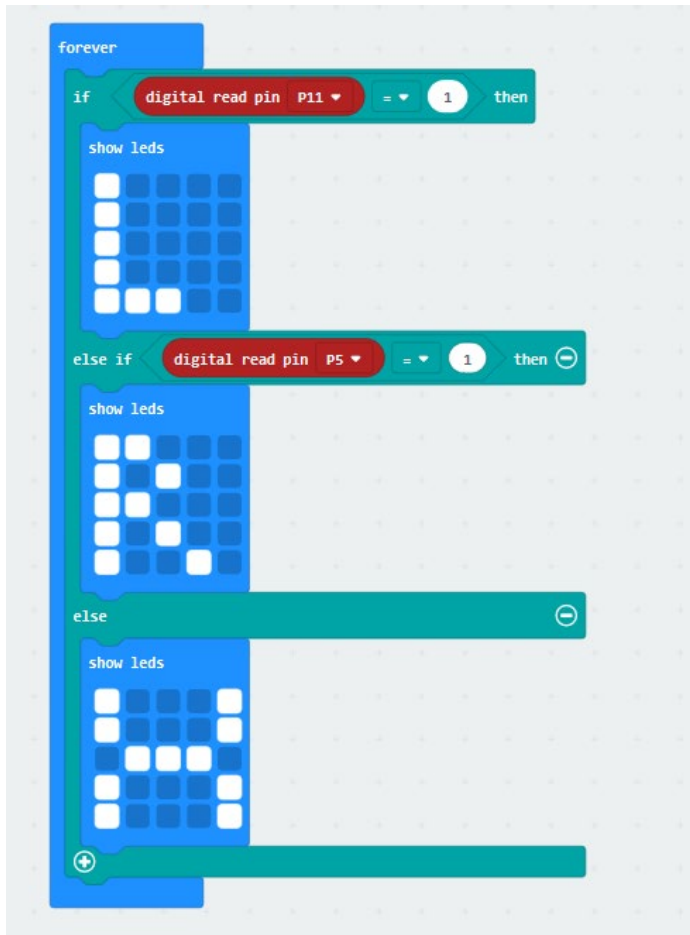 forever
if digital read pin P11 = 1 then
show leds
else if digital read pin P5 = 1 then
show leds
else
show leds